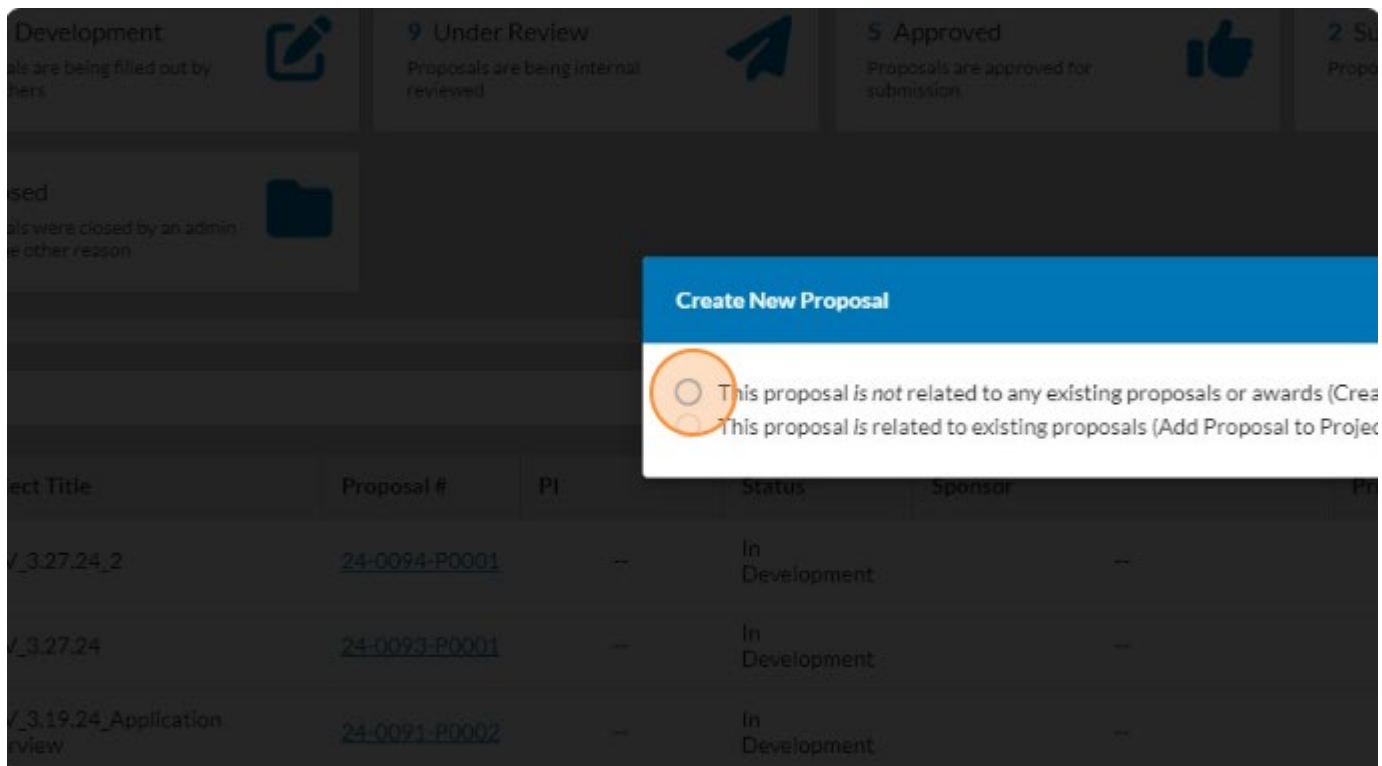 Development
9 Under Review
5 Approved
2
als are being filled out by
hers
Proposals are being internal
reviewed
Proposals are approved for
submission
sed
als were closed by an admin
e other reason
Create New Proposal
This proposal is not related to any existing proposals or awards (Crea
This proposal is related to existing proposals (Add Proposal to Projec
ect Title
Proposal #
PI
Status
Sponsor
_3.27.24_2
24-0094-P0001
--
In
Development
--
_3.27.24
24-0093-P0001
--
In
Development
--
_3.19.24_Application
rview
24-0091-P0002
--
In
Development
--